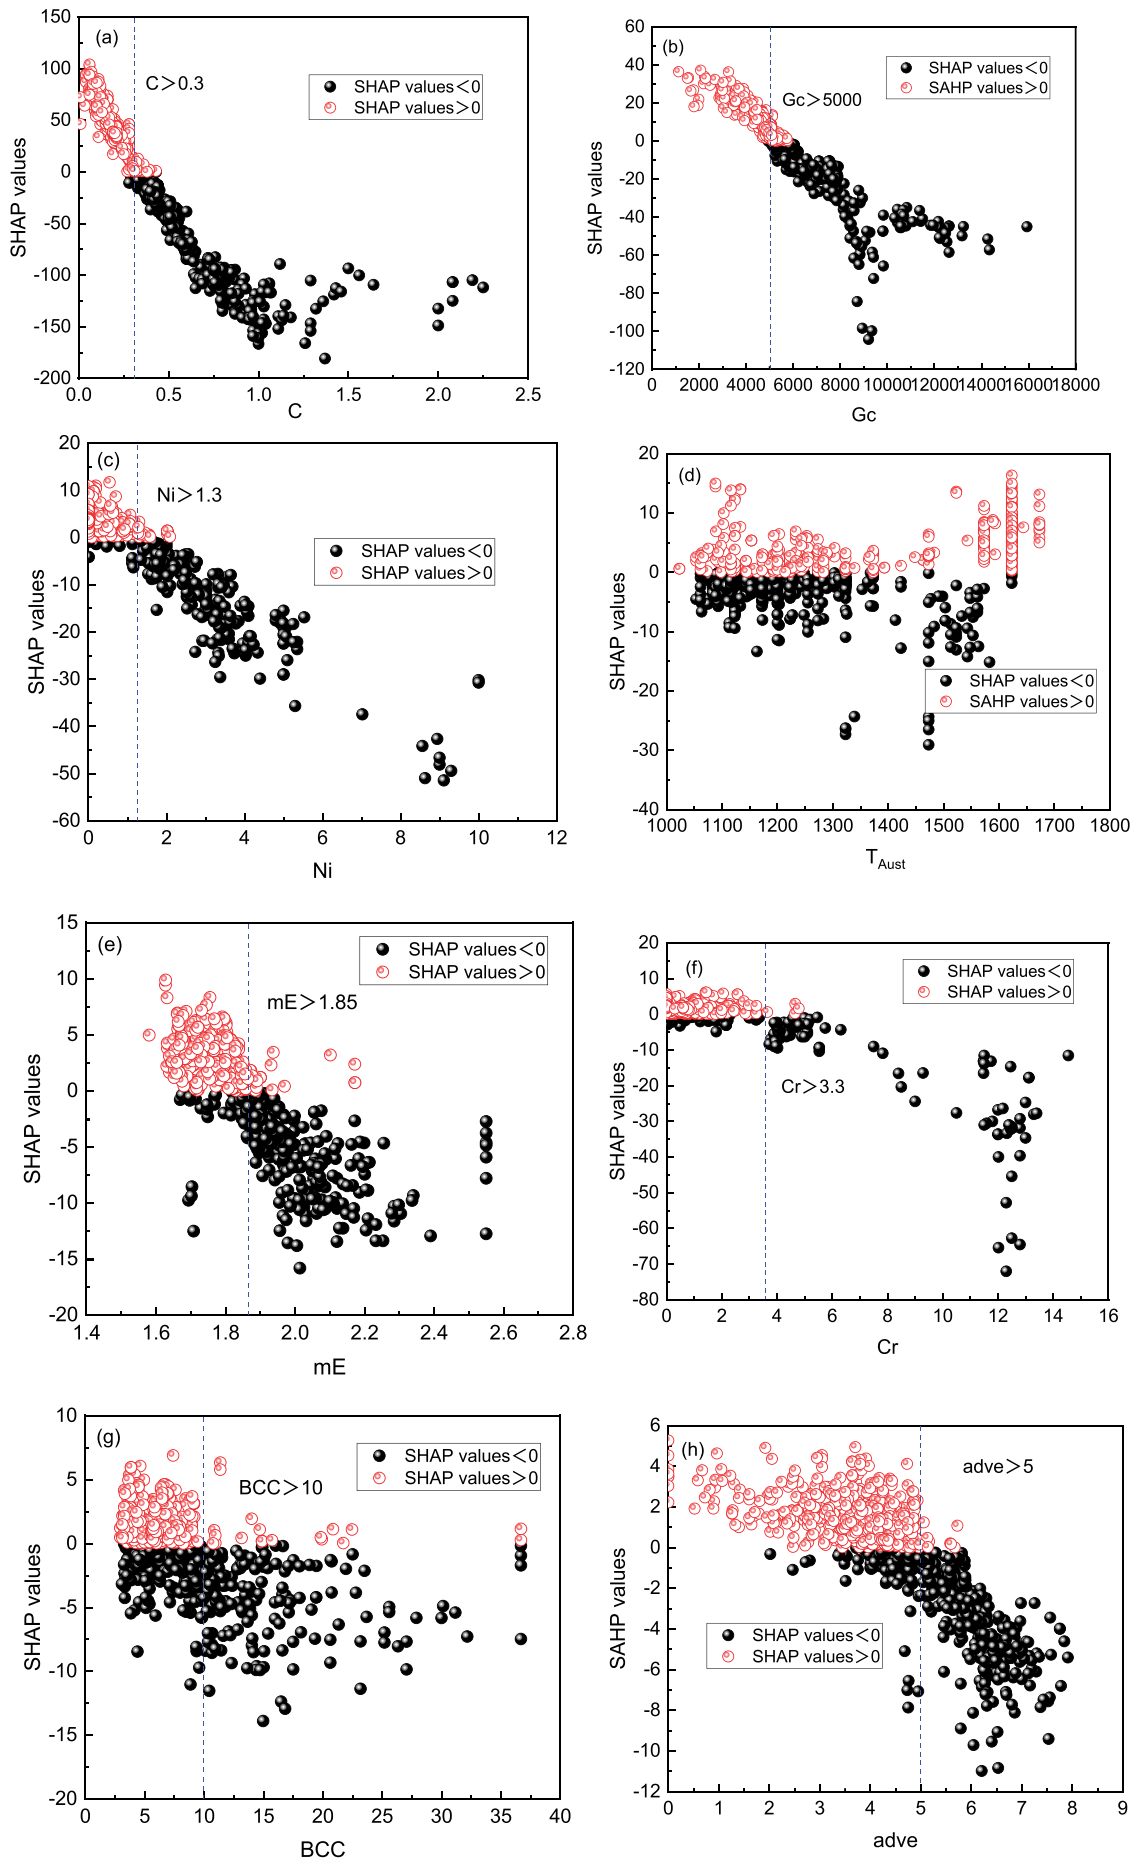 (a)
C＞0.3
SHAP values＜0
SHAP values＞0
SHAP values
150
100
50
0
-50
-100
-150
-200
0.0
0.5
1.0
1.5
2.0
2.5
C
(b)
Gc＞5000
SHAP values＜0
SAHP values＞0
SHAP values
60
40
20
0
-20
-40
-60
-80
-100
-120
0
2000
4000
6000
8000
10000
12000
14000
16000
18000
Gc
(c)
Ni＞1.3
SHAP values＜0
SHAP values＞0
SHAP values
20
10
0
-10
-20
-30
-40
-50
-60
0
2
4
6
8
10
12
Ni
(d)
SHAP values＜0
SAHP values＞0
SHAP values
20
10
0
-10
-20
-30
-40
1000
1100
1200
1300
1400
1500
1600
1700
1800
TAust
(e)
mE＞1.85
SHAP values＜0
SHAP values＞0
SHAP values
15
10
5
0
-5
-10
-15
-20
1.4
1.6
1.8
2.0
2.2
2.4
2.6
2.8
mE
(f)
Cr＞3.3
SHAP values＜0
SHAP values＞0
SHAP values
20
10
0
-10
-20
-30
-40
-50
-60
-70
-80
0
2
4
6
8
10
12
14
16
Cr
(g)
BCC＞10
SHAP values＜0
SHAP values＞0
SHAP values
10
5
0
-5
-10
-15
-20
0
5
10
15
20
25
30
35
40
BCC
(h)
adve＞5
SHAP values＜0
SHAP values＞0
SAHP values
6
4
2
0
-2
-4
-6
-8
-10
-12
0
1
2
3
4
5
6
7
8
9
adve